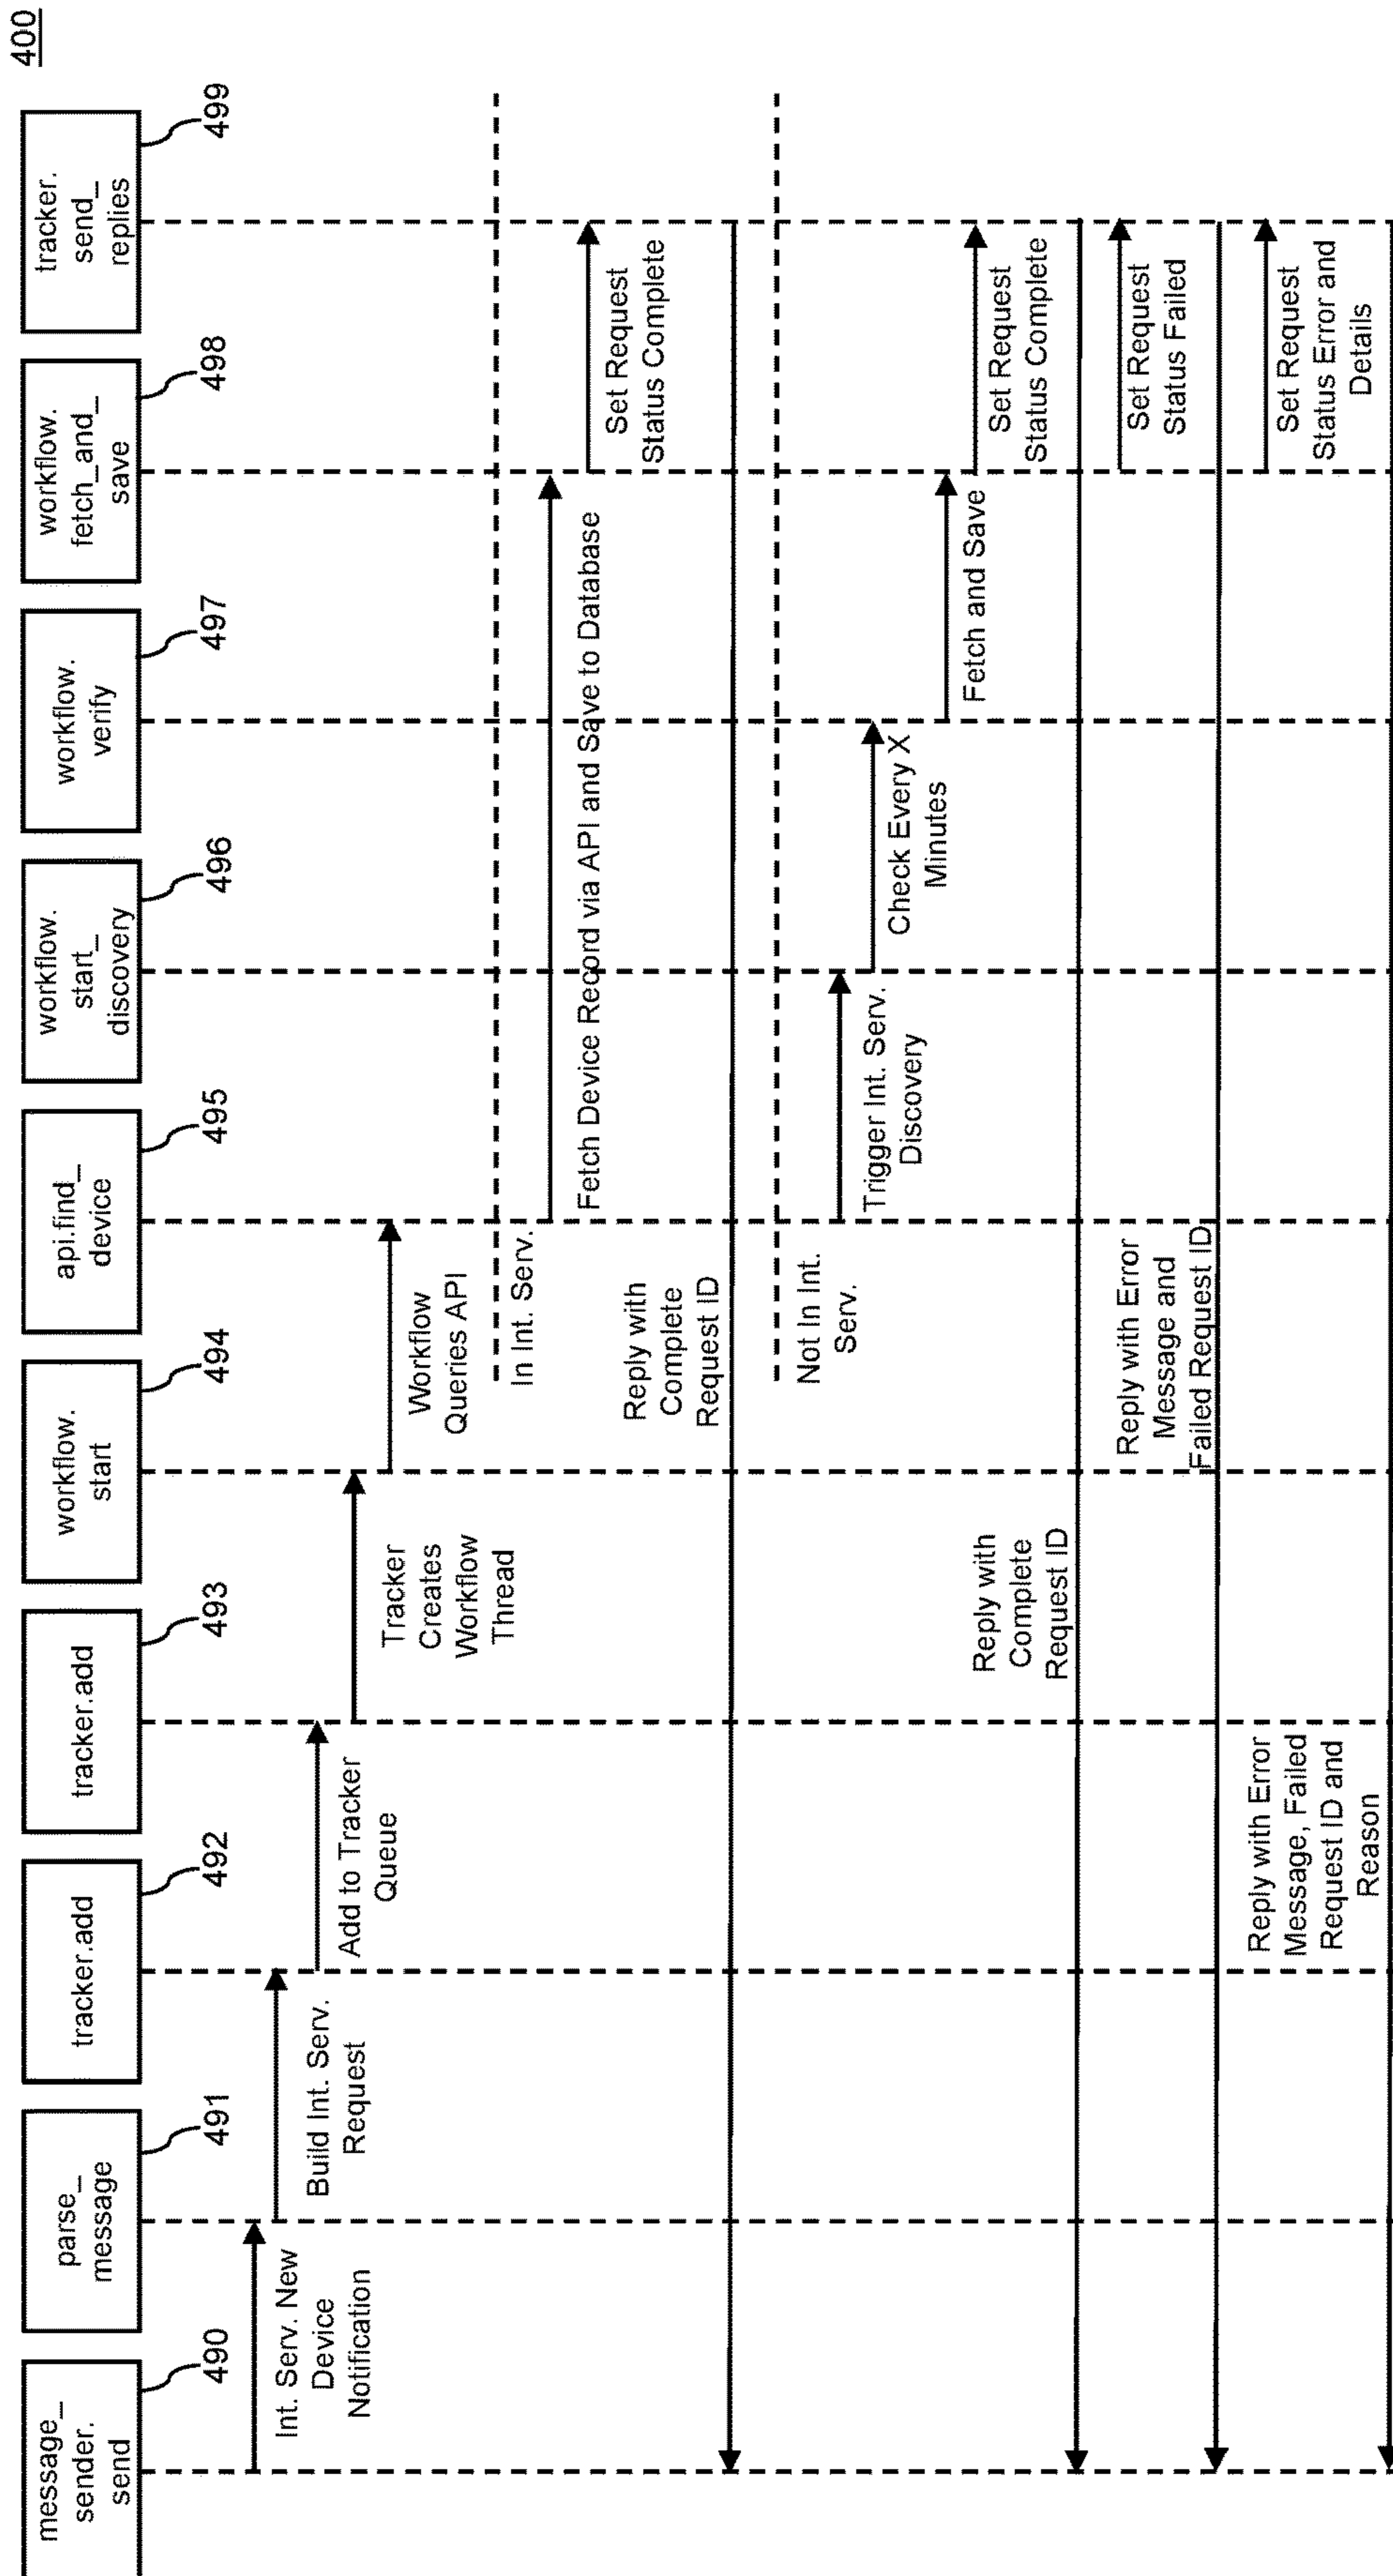 400
message_
sender.
send
490
parse_
message
491
tracker.add
492
tracker.add
493
workflow.
start
494
api.find_
device
495
workflow.
start_
discovery
496
workflow.
verify
497
workflow.
fetch_and_
save
498
tracker.
send_
replies
499
Int. Serv. New
Device
Notification
Build Int. Serv.
Request
Add to Tracker
Queue
Tracker
Creates
Workflow
Thread
Workflow
Queries API
In Int. Serv.
Fetch Device Record via API and Save to Database
Set Request
Status Complete
Reply with
Complete
Request ID
Not In Int.
Serv.
Trigger Int. Serv.
Discovery
Check Every X
Minutes
Fetch and Save
Set Request
Status Complete
Reply with
Complete
Request ID
Set Request
Status Failed
Reply with Error
Message and
Failed Request ID
Set Request
Status Error and
Details
Reply with Error
Message, Failed
Request ID and
Reason